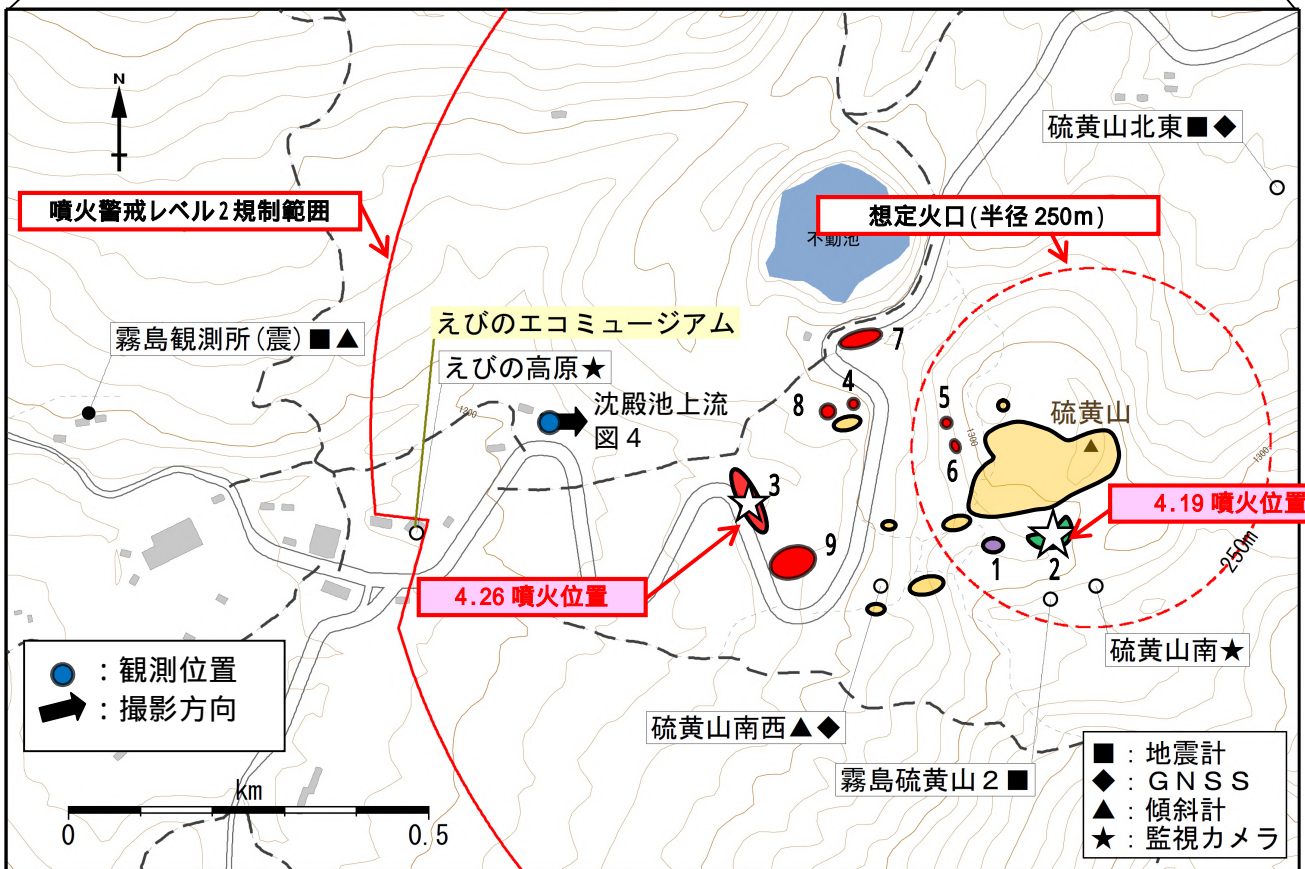 N
硫黄山北東■◆
噴火警戒レベル2規制範囲
想定火口(半径250m)
不動池
えびのエコミュージアム
霧島観測所(震)■▲
7
えびの高原★
4
5
8
沈殿池上流
図4
硫黄山
1200
1300
1300
6
3
4.19 噴火位置
9
1
2
250m
4.26 噴火位置
硫黄山南★
:観測位置
:撮影方向
硫黄山南西▲◆
霧島硫黄山2■
■:地震計
◆:GNSS
▲:傾斜計
★:監視カメラ
km
0
0.5